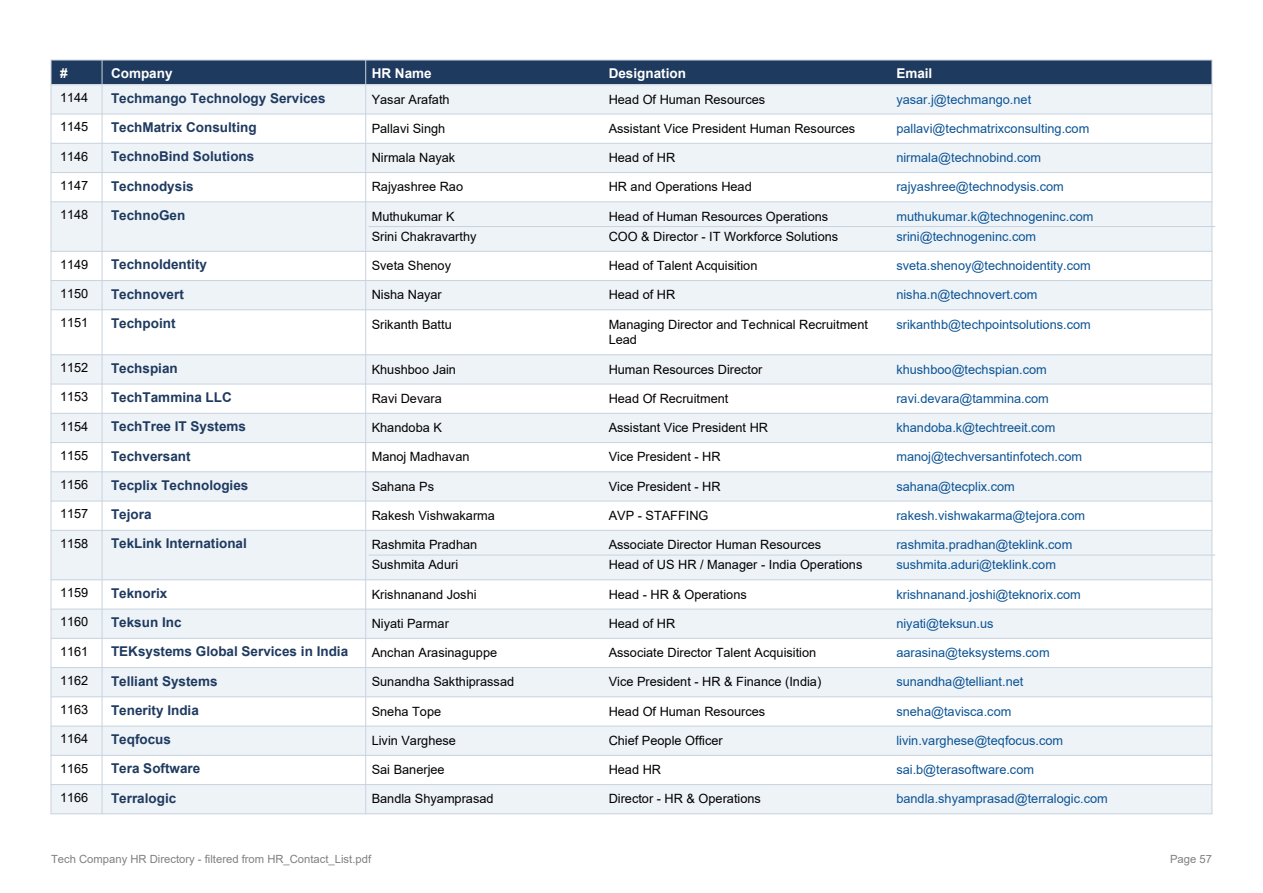 # Company HR Name Designation Email
1144 Techmango Technology Services Yasar Arafath Head Of Human Resources yasar.j@techmango.net
1145 TechMatrix Consulting Pallavi Singh Assistant Vice President Human Resources pallavi@techmatrixconsulting.com
1146 TechnoBind Solutions Nirmala Nayak Head of HR nirmala@technobind.com
1147 Technodysis Rajyashree Rao HR and Operations Head rajyashree@technodysis.com
1148 TechnoGen Muthukumar K Head of Human Resources Operations muthukumar.k@technogeninc.com
Srini Chakravarthy COO & Director - IT Workforce Solutions srini@technogeninc.com
1149 TechnoIdentity Sveta Shenoy Head of Talent Acquisition sveta.shenoy@technoidentity.com
1150 Technovert Nisha Nayar Head of HR nisha.n@technovert.com
1151 Techpoint Srikanth Battu Managing Director and Technical Recruitment srikanthb@techpointsolutions.com
Lead
1152 Techspian Khushboo Jain Human Resources Director khushboo@techspian.com
1153 TechTammina LLC Ravi Devara Head Of Recruitment ravi.devara@tammina.com
1154 TechTree IT Systems Khandoba K Assistant Vice President HR khandoba.k@techtreeit.com
1155 Techversant Manoj Madhavan Vice President - HR manoj@techversantinfotech.com
1156 Tecplix Technologies Sahana Ps Vice President - HR sahana@tecplix.com
1157 Tejora Rakesh Vishwakarma AVP - STAFFING rakesh.vishwakarma@tejora.com
1158 TekLink International Rashmita Pradhan Associate Director Human Resources rashmita.pradhan@teklink.com
Sushmita Aduri Head of US HR / Manager - India Operations sushmita.aduri@teklink.com
1159 Teknorix Krishnanand Joshi Head - HR & Operations krishnanand.joshi@teknorix.com
1160 Teksun Inc Niyati Parmar Head of HR niyati@teksun.us
1161 TEKsystems Global Services in India Anchan Arasinaguppe Associate Director Talent Acquisition aarasina@teksystems.com
1162 Telliant Systems Sunandha Sakthiprassad Vice President - HR & Finance (India) sunandha@telliant.net
1163 Tenerity India Sneha Tope Head Of Human Resources sneha@tavisca.com
1164 Teqfocus Livin Varghese Chief People Officer livin.varghese@teqfocus.com
1165 Tera Software Sai Banerjee Head HR sai.b@terasoftware.com
1166 Terralogic Bandla Shyamprasad Director - HR & Operations bandla.shyamprasad@terralogic.com
Tech Company HR Directory - filtered from HR_Contact_List.pdf Page 57